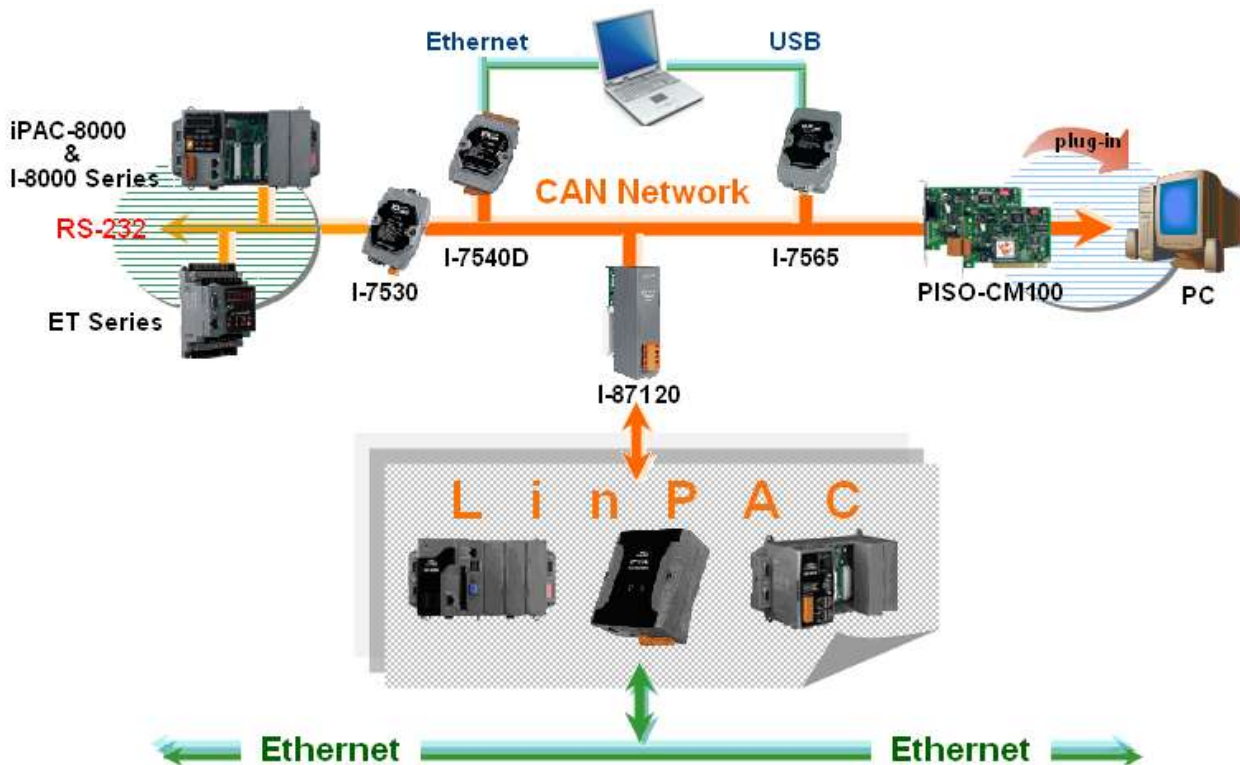 Ethernet
USB
iPAC-8000
&
I-8000 Series
plug-in
CAN Network
RS-232
I-7540D
I-7565
I-7530
PISO-CM100
PC
ET Series
I-87120
LinPAC
Ethernet
Ethernet